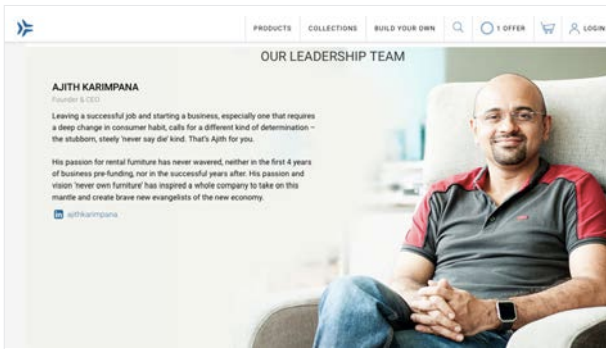 PRODUCTS COLLECTIONS BUILD YOUR OWN 1 OFFER LOGIN
OUR LEADERSHIP TEAM
AJITH KARIMPANA
Founder & CEO
Leaving a successful job and starting a business, especially one that requires
a deep change in consumer habit, calls for a different kind of determination –
the stubborn, steely 'never say die' kind. That's Ajith for you.
His passion for rental furniture has never wavered, neither in the first 4 years
of business pre-funding, nor in the successful years after. His passion and
vision 'never own furniture' has inspired a whole company to take on this
mantle and create brave new evangelists of the new economy.
in ajithkarimpana